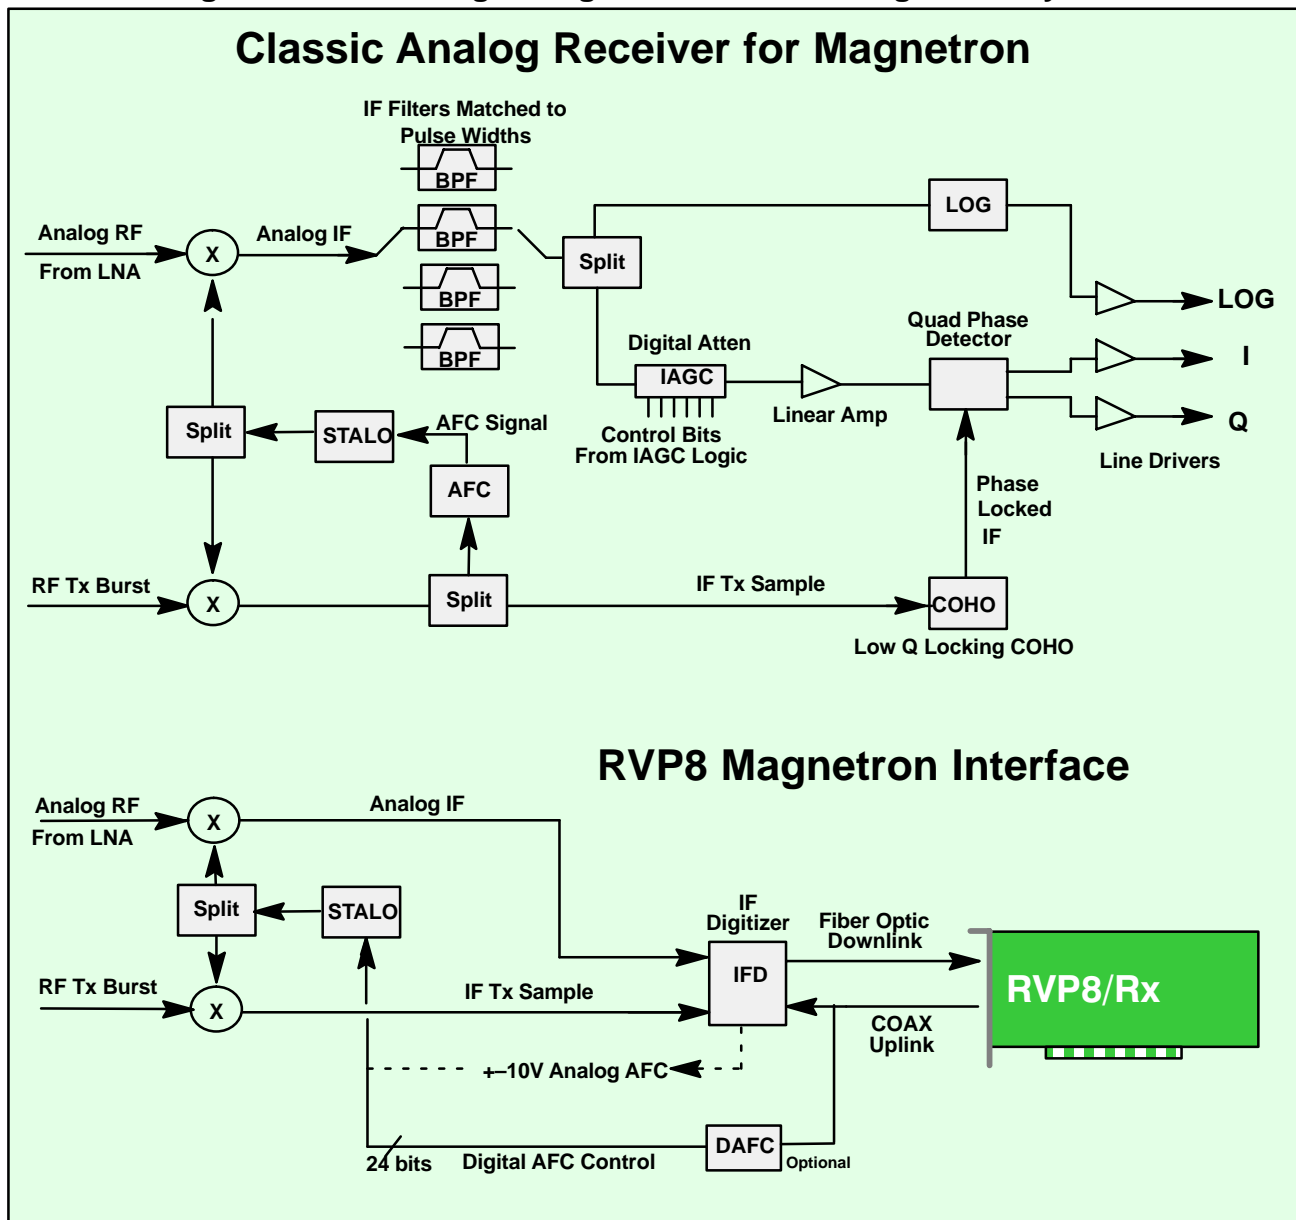 Classic Analog Receiver for Magnetron
IF Filters Matched to
Pulse Widths
BPF
BPF
BPF
BPF
Analog RF
From LNA
X
Analog IF
Split
LOG
LOG
Digital Atten
IAGC
Control Bits
From IAGC Logic
Linear Amp
Quad Phase
Detector
I
Q
Line Drivers
Split
STALO
AFC Signal
AFC
Phase
Locked
IF
RF Tx Burst
X
Split
IF Tx Sample
COHO
Low Q Locking COHO
RVP8 Magnetron Interface
Analog RF
From LNA
X
Analog IF
Split
STALO
IF
Digitizer
IFD
Fiber Optic
Downlink
RVP8/Rx
RF Tx Burst
X
IF Tx Sample
COAX
Uplink
+–10V Analog AFC
24 bits
Digital AFC Control
DAFC
Optional